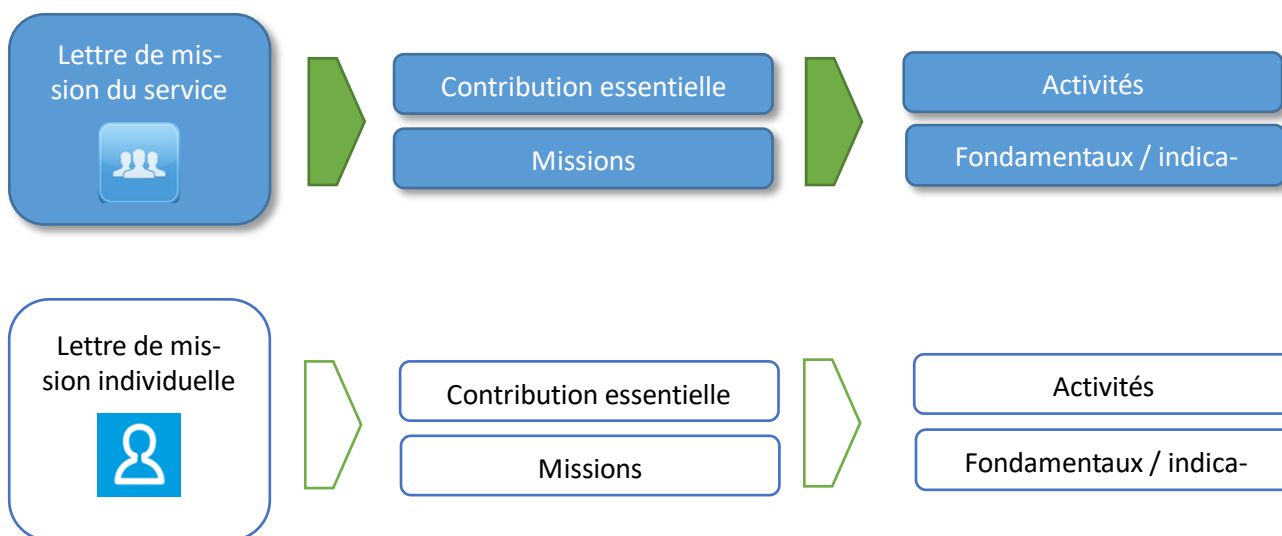 Lettre de mis-
sion du service
Contribution essentielle
Missions
Activités
Fondamentaux / indica-
Lettre de mis-
sion individuelle
Contribution essentielle
Missions
Activités
Fondamentaux / indica-